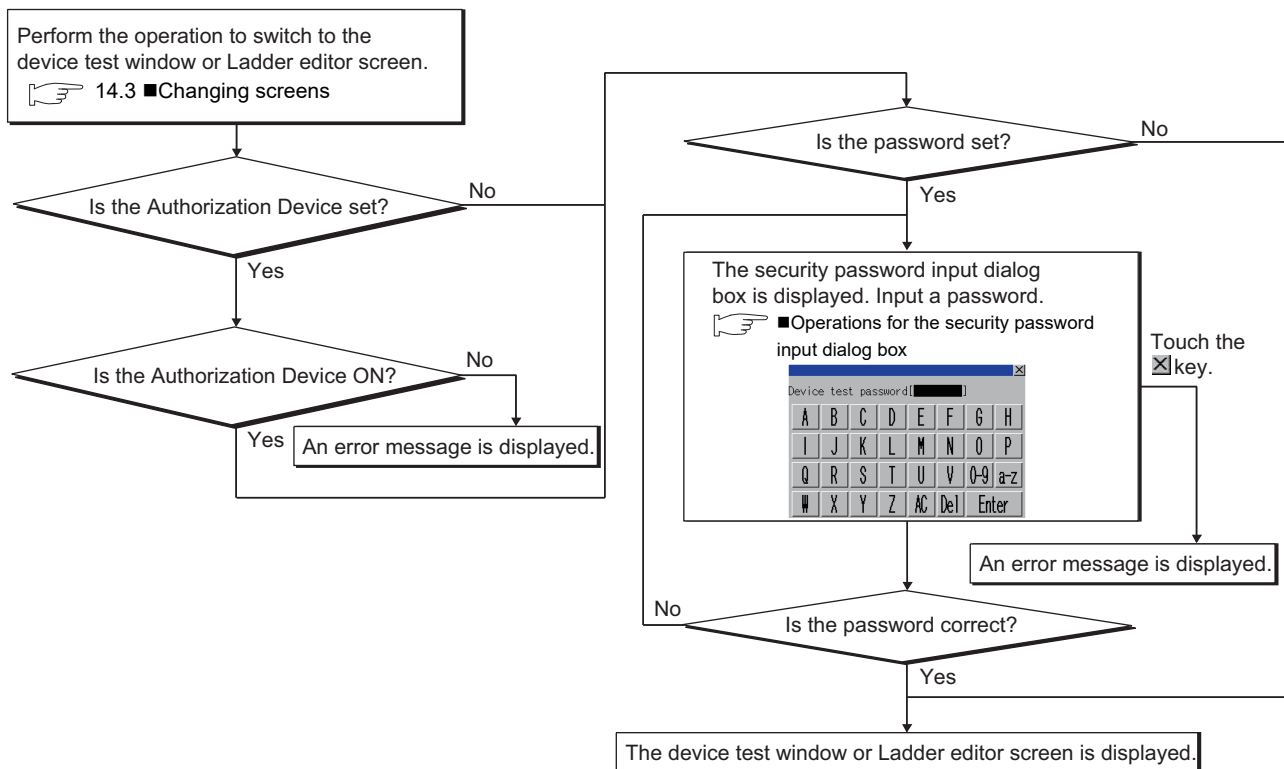 Perform the operation to switch to the
device test window or Ladder editor screen.
14.3 ■Changing screens
Is the Authorization Device set?
No
Yes
Is the Authorization Device ON?
No
Yes
An error message is displayed.
Is the password set?
No
Yes
The security password input dialog
box is displayed. Input a password.
■Operations for the security password
input dialog box
Device test password[ ]
A B C D E F G H
I J K L M N O P
Q R S T U V 0-9 a-z
W X Y Z AC Del Enter
Touch the
☒ key.
An error message is displayed.
No
Is the password correct?
Yes
The device test window or Ladder editor screen is displayed.